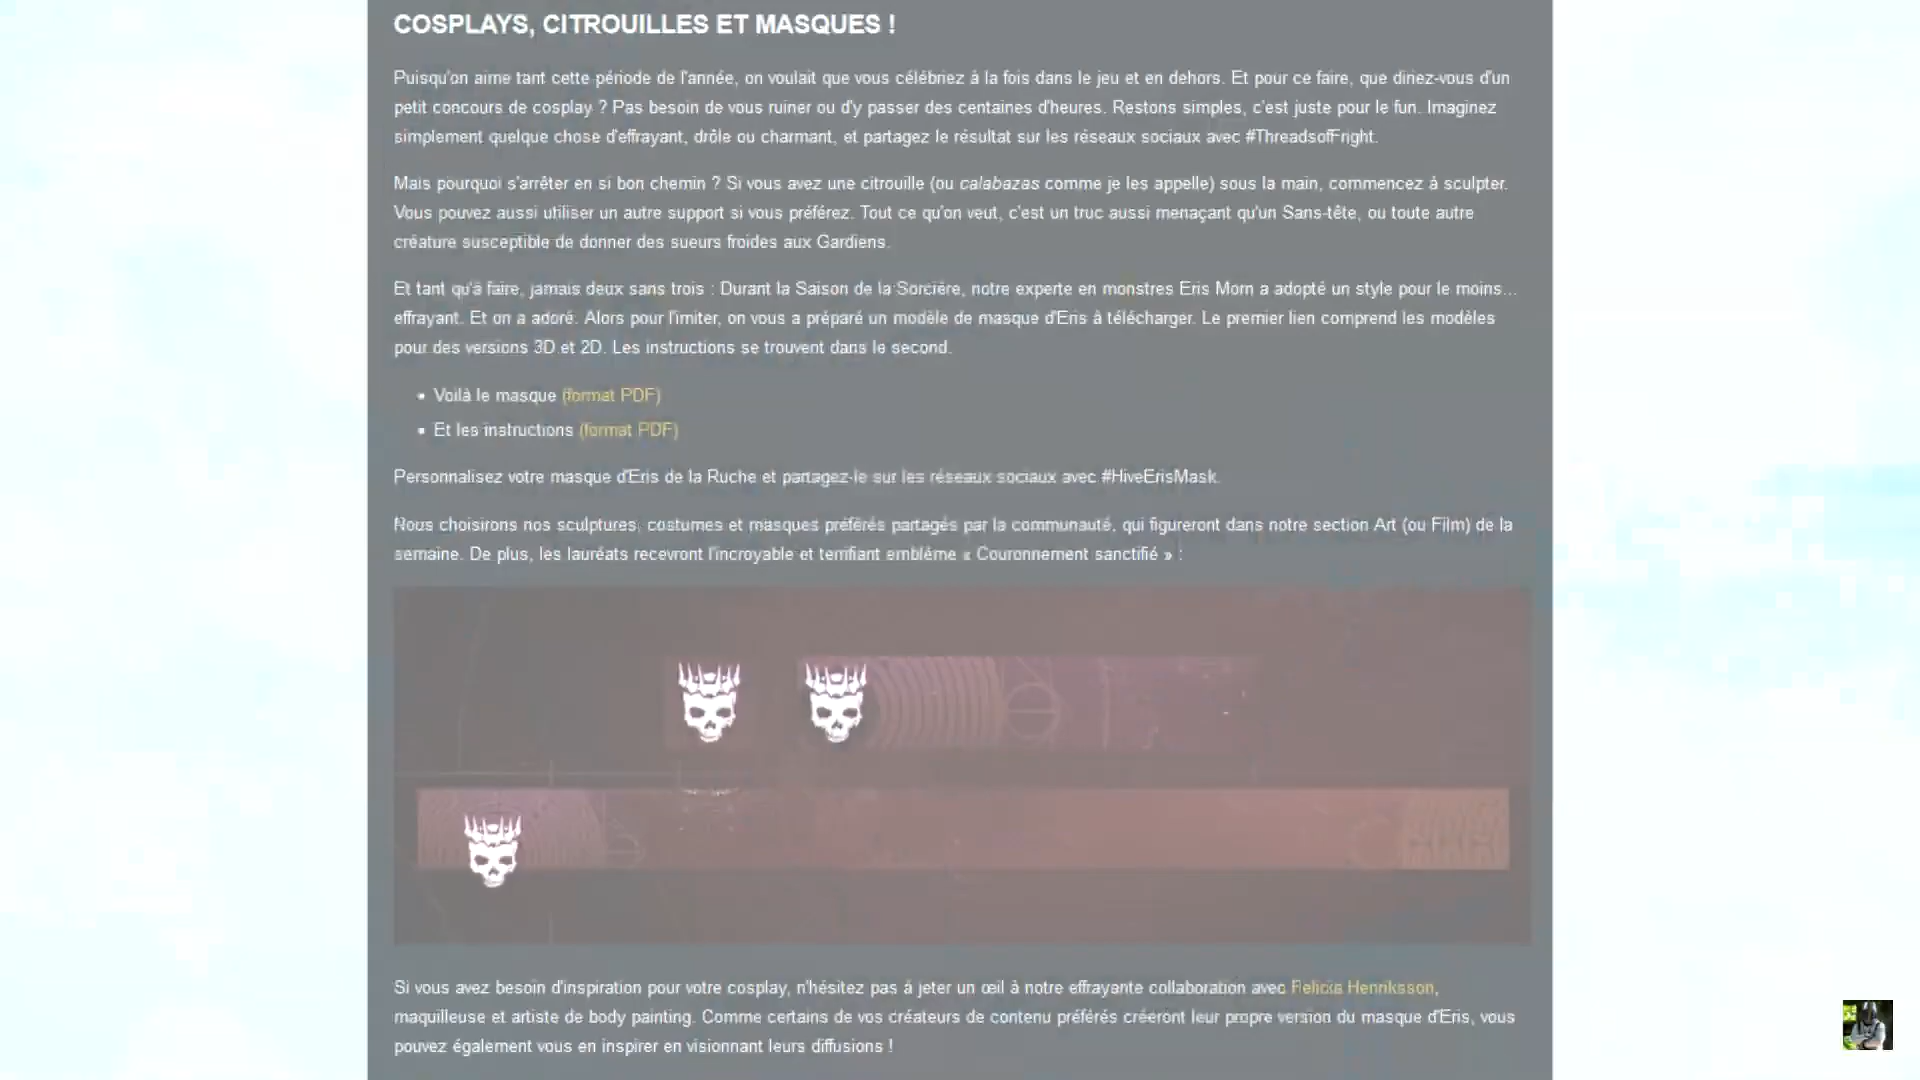 COSPLAYS, CITROUILLES ET MASQUES !
Puisqu'on aime tant cette période de l'année, on voulait que vous célébriez à la fois dans le jeu et en dehors. Et pour ce faire, que diriez-vous d'un
petit concours de cosplay ? Pas besoin de vous ruiner ou d'y passer des centaines d'heures. Restons simples, c'est juste pour le fun. Imaginez
simplement quelque chose d'effrayant, drôle ou charmant, et partagez le résultat sur les réseaux sociaux avec #ThreadsofFright.
Mais pourquoi s'arrêter en si bon chemin ? Si vous avez une citrouille (ou calabazas comme je les appelle) sous la main, commencez à sculpter.
Vous pouvez aussi utiliser un autre support si vous préférez. Tout ce qu'on veut, c'est un truc aussi menaçant qu'un Sans-tête, ou toute autre
créature susceptible de donner des sueurs froides aux Gardiens.
Et tant qu'à faire, jamais deux sans trois : Durant la Saison de la Sorcière, notre experte en monstres Eris Morn a adopté un style pour le moins...
effrayant. Et on a adoré. Alors pour l'imiter, on vous a préparé un modèle de masque d'Eris à télécharger. Le premier lien comprend les modèles
pour des versions 3D et 2D. Les instructions se trouvent dans le second.
• Voilà le masque (format PDF)
• Et les instructions (format PDF)
Personnalisez votre masque d'Eris de la Ruche et partagez-le sur les réseaux sociaux avec #HiveErisMask.
Nous choisirons nos sculptures, costumes et masques préférés partagés par la communauté, qui figureront dans notre section Art (ou Film) de la
semaine. De plus, les lauréats recevront l'incroyable et terrifiant emblème « Couronnement sanctifié » :
Si vous avez besoin d'inspiration pour votre cosplay, n'hésitez pas à jeter un œil à notre effrayante collaboration avec Felicia Henriksson,
maquilleuse et artiste de body painting. Comme certains de vos créateurs de contenu préférés créeront leur propre version du masque d'Eris, vous
pouvez également vous en inspirer en visionnant leurs diffusions !